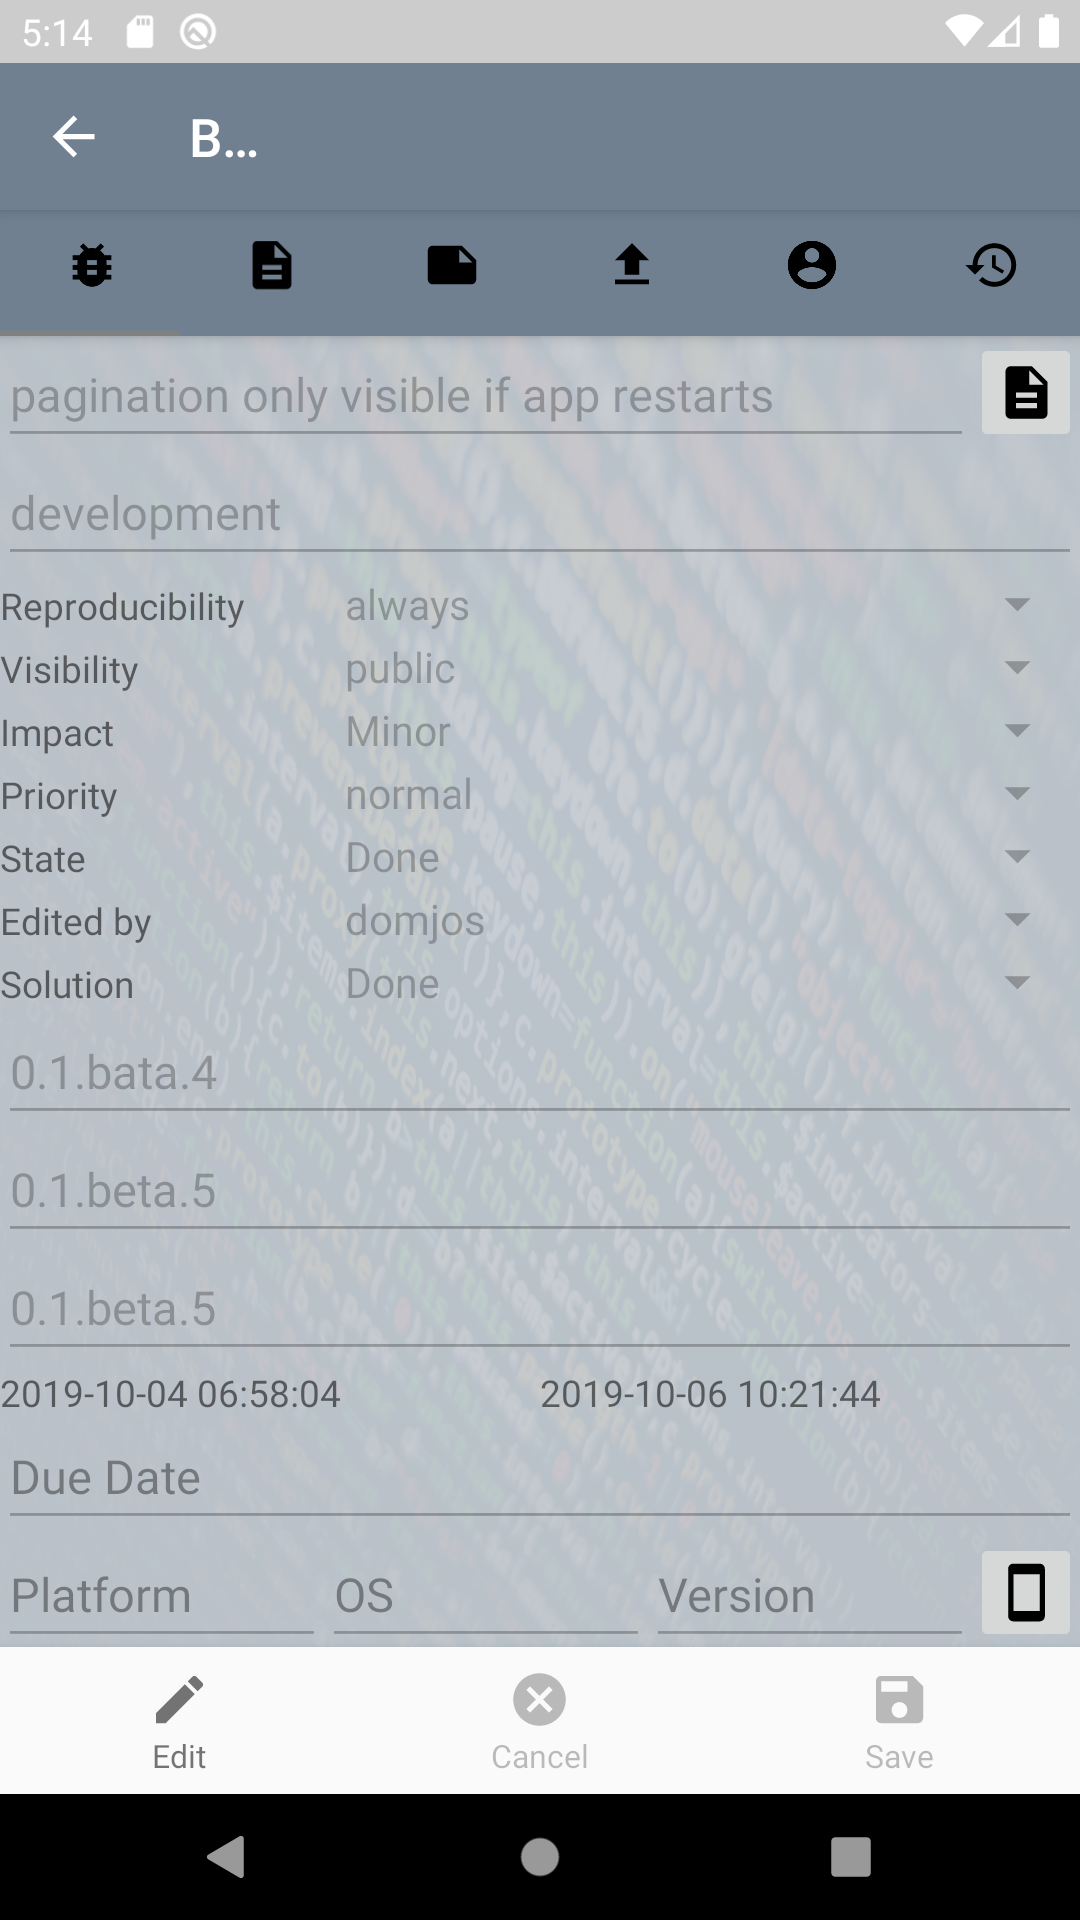 5:14
B...
pagination only visible if app restarts
development
Reproducibility always
Visibility public
Impact Minor
Priority normal
State Done
Edited by domjos
Solution Done
0.1.bata.4
0.1.beta.5
0.1.beta.5
2019-10-04 06:58:04 2019-10-06 10:21:44
Due Date
Platform OS Version
Edit Cancel Save